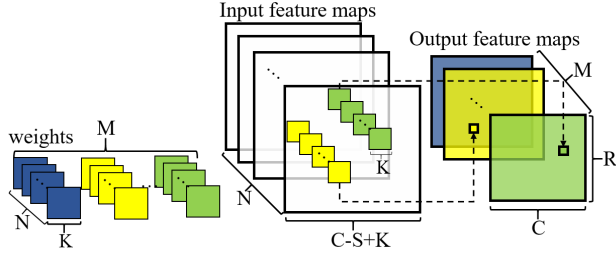 Input feature maps
Output feature maps
M
weights
M
K
R
N
N
K
C-S+K
C